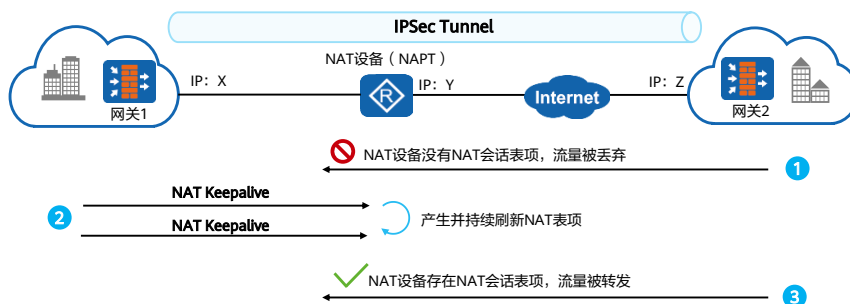 IPSec Tunnel
NAT设备（NAPT）
IP：X
IP：Y
Internet
IP：Z
网关1
网关2
NAT设备没有NAT会话表项，流量被丢弃
1
NAT Keepalive
2
产生并持续刷新NAT表项
NAT Keepalive
NAT设备存在NAT会话表项，流量被转发
3